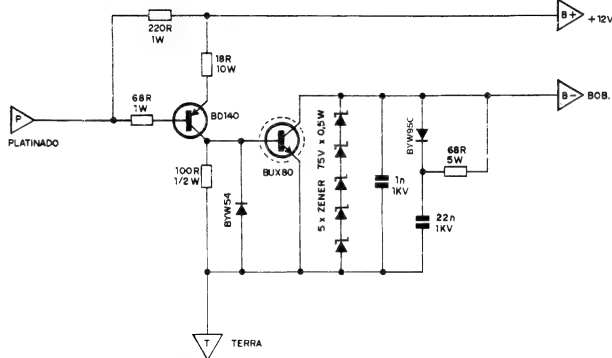 220R
1W
B+
+12V
18R
10W
68R
1W
P
BD140
B-
BOB.
PLATINADO
100R
1/2W
BYW54
BUX80
5 x ZENER 75V x 0,5W
1n
1KV
BYW95C
68R
5W
22n
1KV
T
TERRA